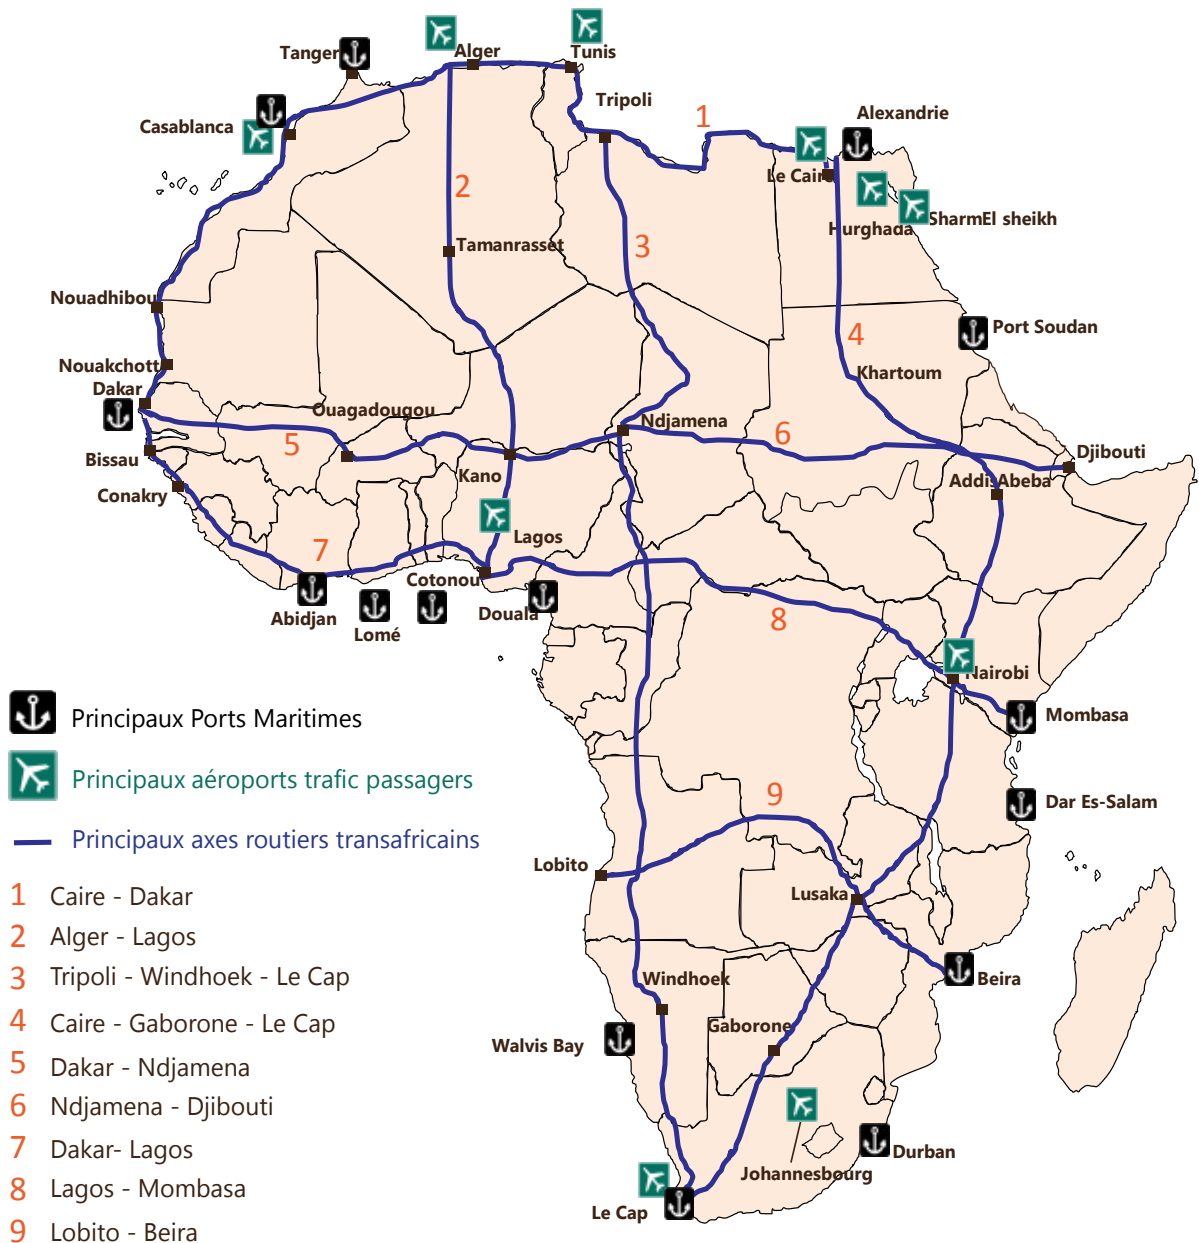 Tanger
Alger
Tunis
Tripoli
1
Alexandrie
Casablanca
Le Caire
2
Hurghada
SharmEl sheikh
3
Tamanrasset
Nouadhibou
Port Soudan
4
Nouakchott
Khartoum
Dakar
Ouagadougou
Ndjamena
5
6
Bissau
Djibouti
Kano
Addis Abeba
Conakry
Lagos
7
Cotonou
Abidjan
Lomé
Douala
8
Nairobi
Mombasa
Principaux Ports Maritimes
Principaux aéroports trafic passagers
9
Dar Es-Salam
Principaux axes routiers transafricains
Lobito
Lusaka
Windhoek
Beira
Gaborone
Walvis Bay
Durban
Johannesbourg
Le Cap
1 Caire - Dakar
2 Alger - Lagos
3 Tripoli - Windhoek - Le Cap
4 Caire - Gaborone - Le Cap
5 Dakar - Ndjamena
6 Ndjamena - Djibouti
7 Dakar- Lagos
8 Lagos - Mombasa
9 Lobito - Beira